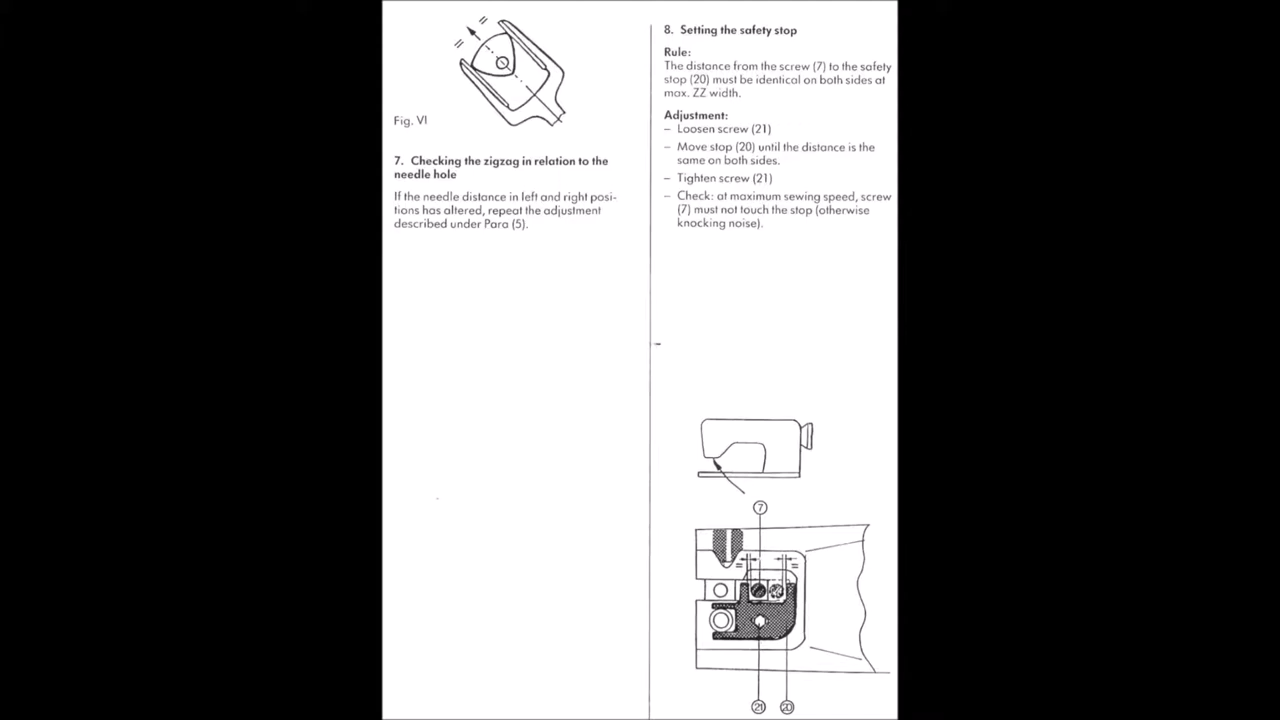 Fig. VI
7. Checking the zigzag in relation to the
needle hole
If the needle distance in left and right posi-
tions has altered, repeat the adjustment
described under Para (5).
8. Setting the safety stop
Rule:
The distance from the screw (7) to the safety
stop (20) must be identical on both sides at
max. ZZ width.
Adjustment:
– Loosen screw (21)
– Move stop (20) until the distance is the
same on both sides.
– Tighten screw (21)
– Check: at maximum sewing speed, screw
(7) must not touch the stop (otherwise
knocking noise).
7
21 20